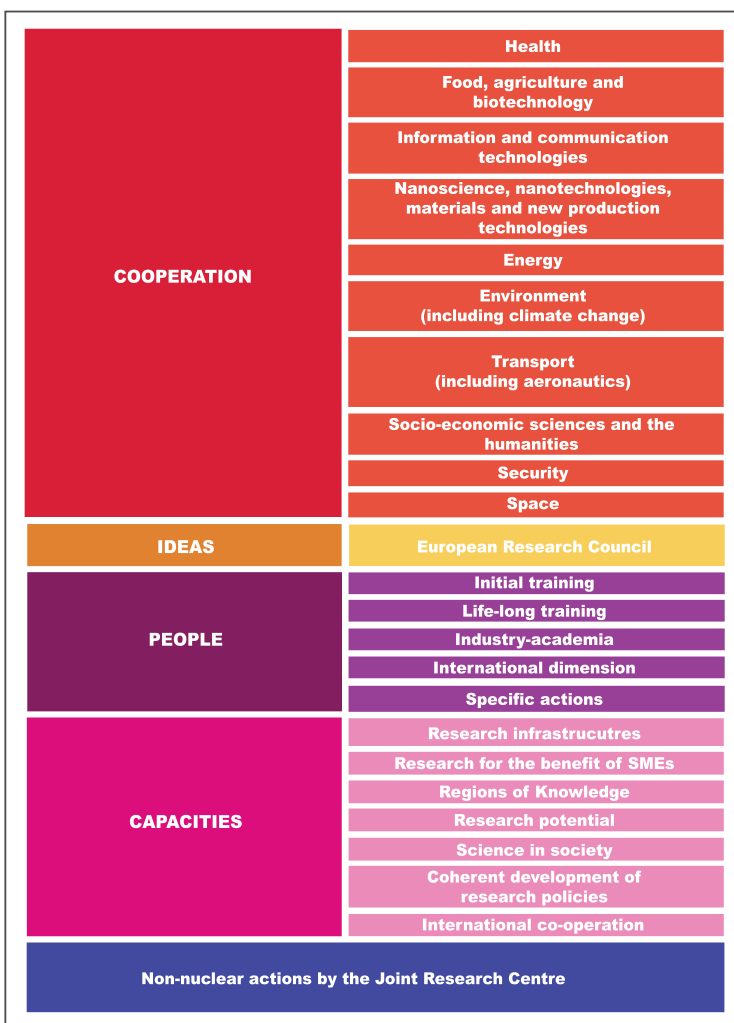 COOPERATION
Health
Food, agriculture and
biotechnology
Information and communication
technologies
Nanoscience, nanotechnologies,
materials and new production
technologies
Energy
Environment
(including climate change)
Transport
(including aeronautics)
Socio-economic sciences and the
humanities
Security
Space
IDEAS
European Research Council
PEOPLE
Initial training
Life-long training
Industry-academia
International dimension
Specific actions
CAPACITIES
Research infrastrucutres
Research for the benefit of SMEs
Regions of Knowledge
Research potential
Science in society
Coherent development of
research policies
International co-operation
Non-nuclear actions by the Joint Research Centre